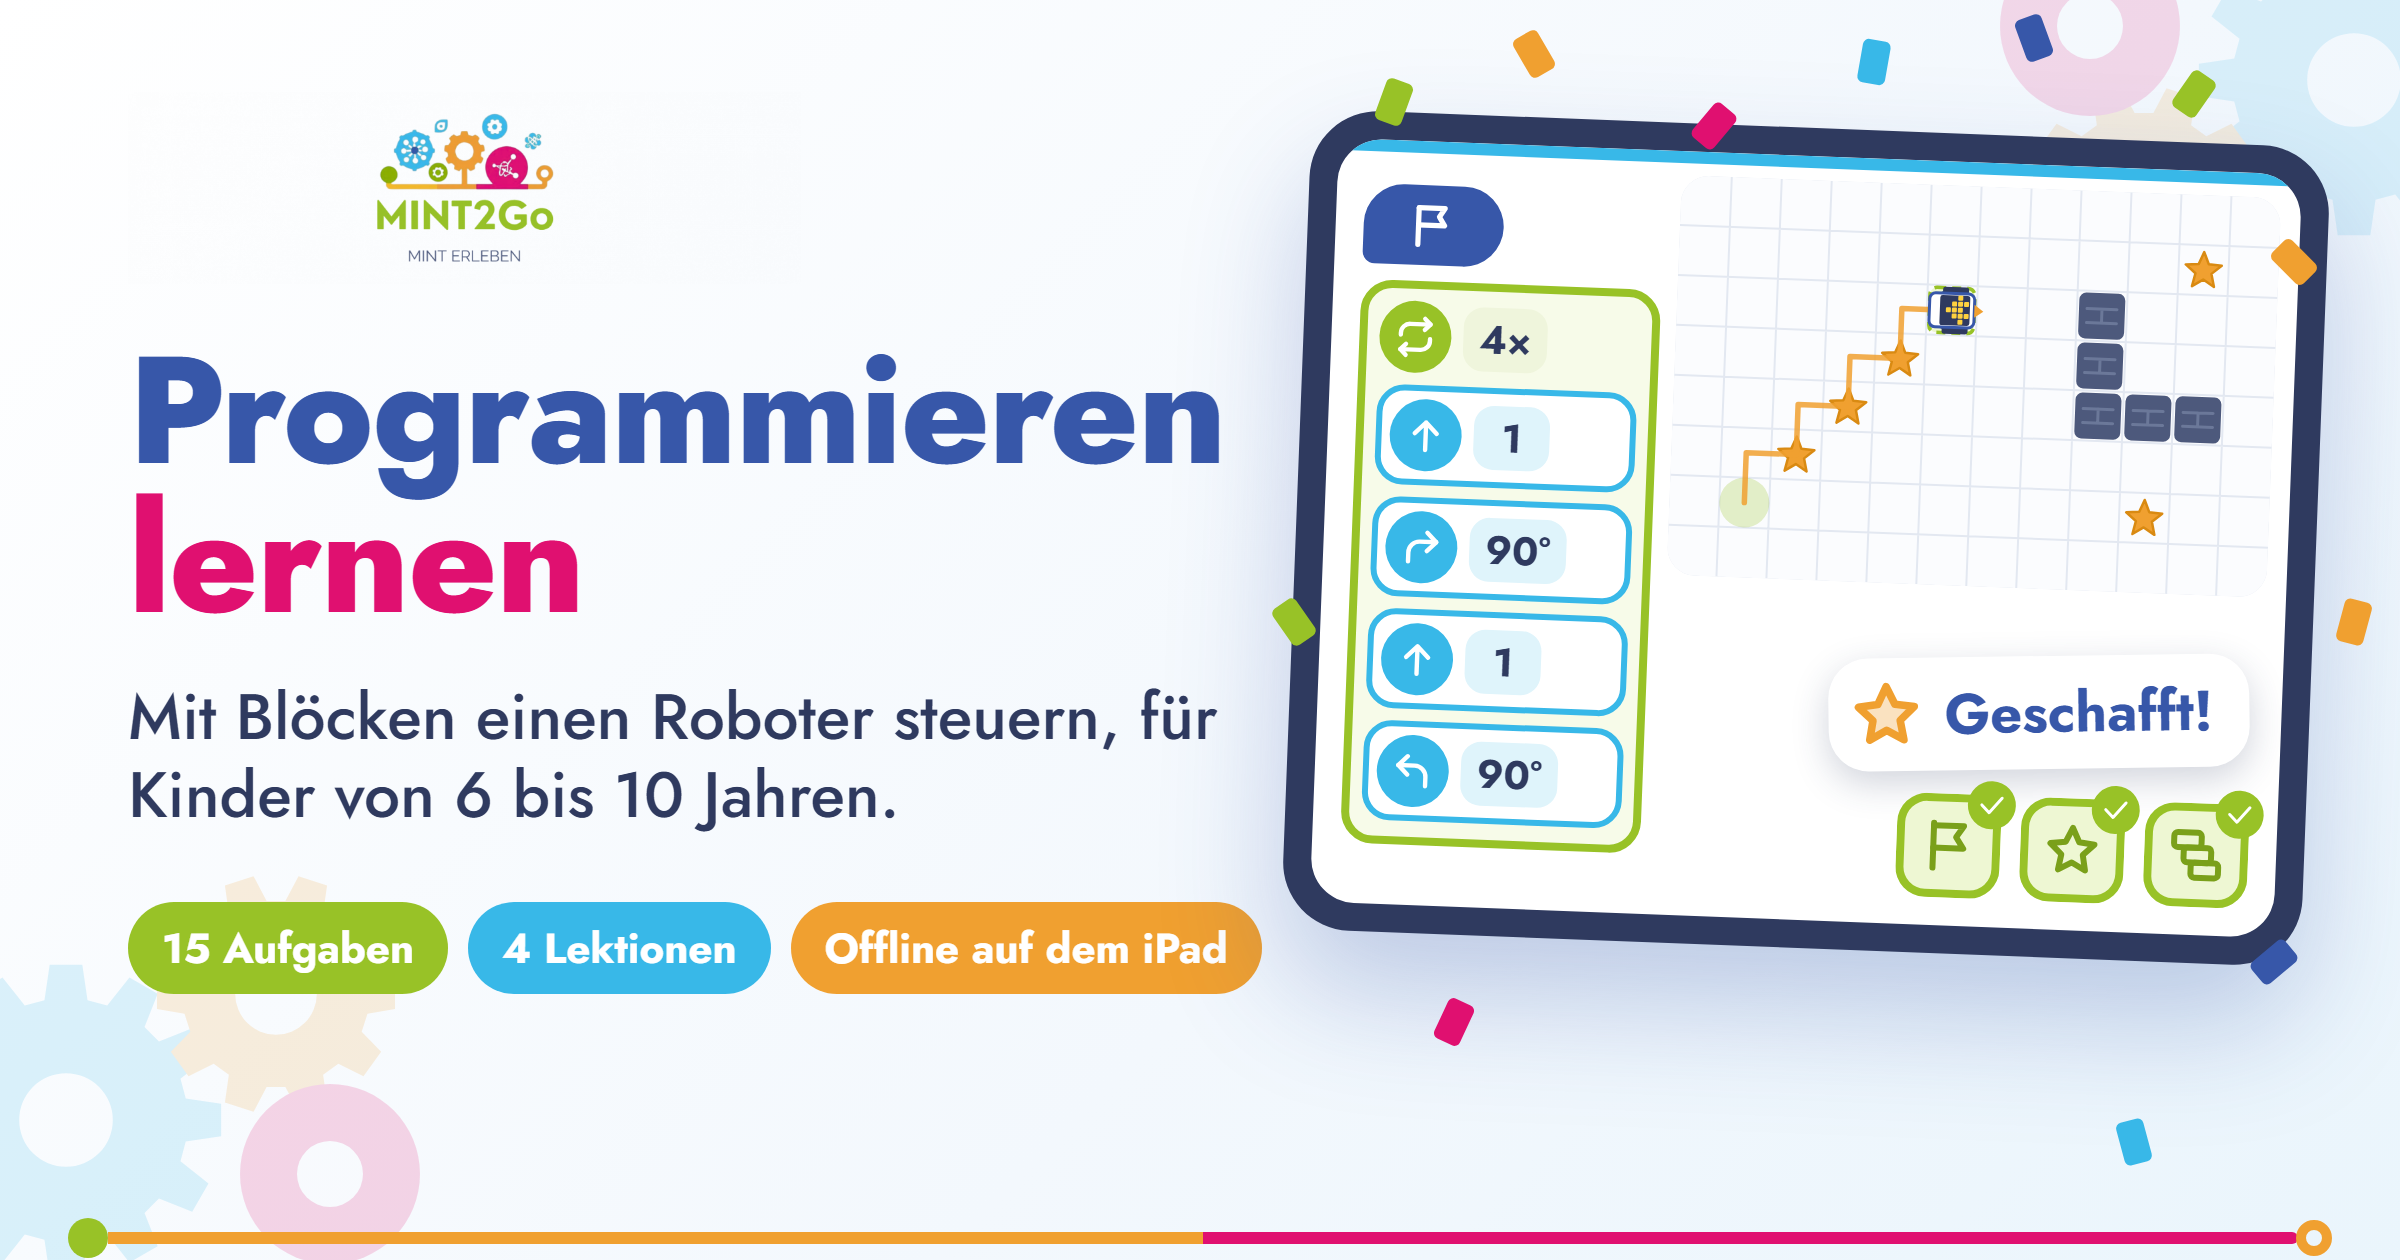 MINT2Go
MINT ERLEBEN
Programmieren
lernen
Mit Blöcken einen Roboter steuern, für
Kinder von 6 bis 10 Jahren.
15 Aufgaben
4 Lektionen
Offline auf dem iPad
4×
1
90°
1
90°
Geschafft!